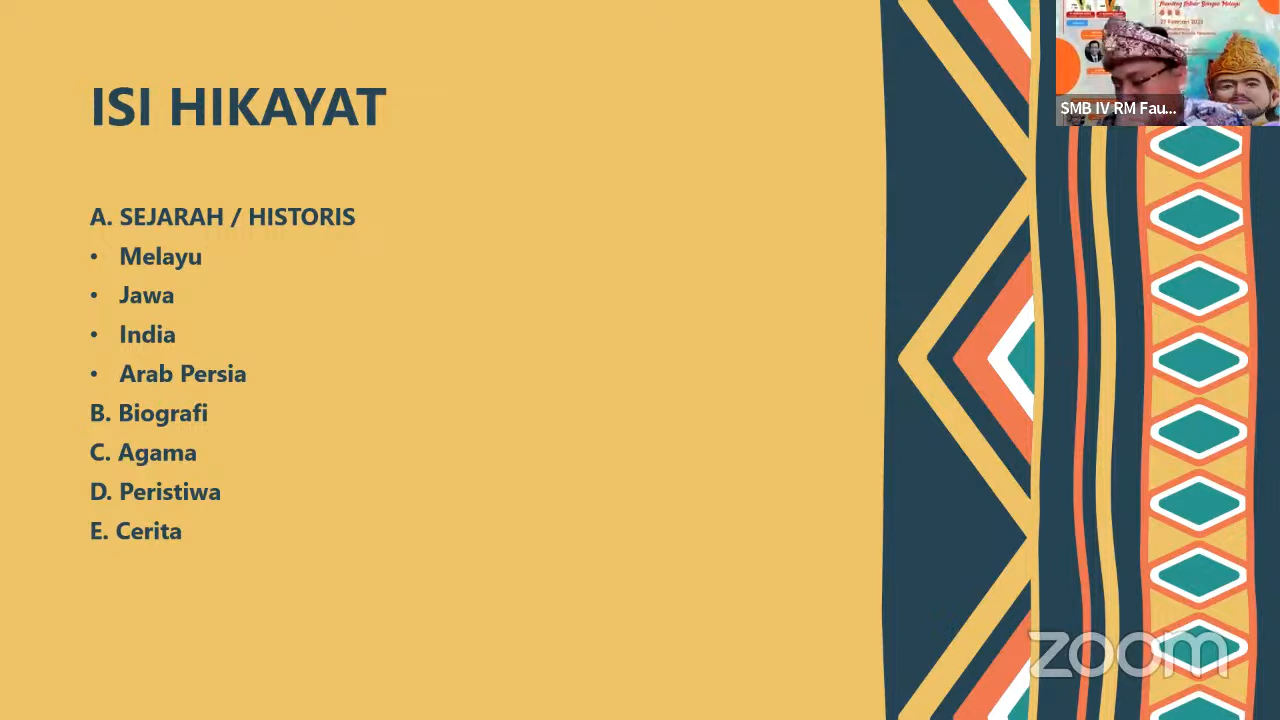 ISI HIKAYAT
A. SEJARAH / HISTORIS
• Melayu
• Jawa
• India
• Arab Persia
B. Biografi
C. Agama
D. Peristiwa
E. Cerita
SMB IV RM Fau...
zoom